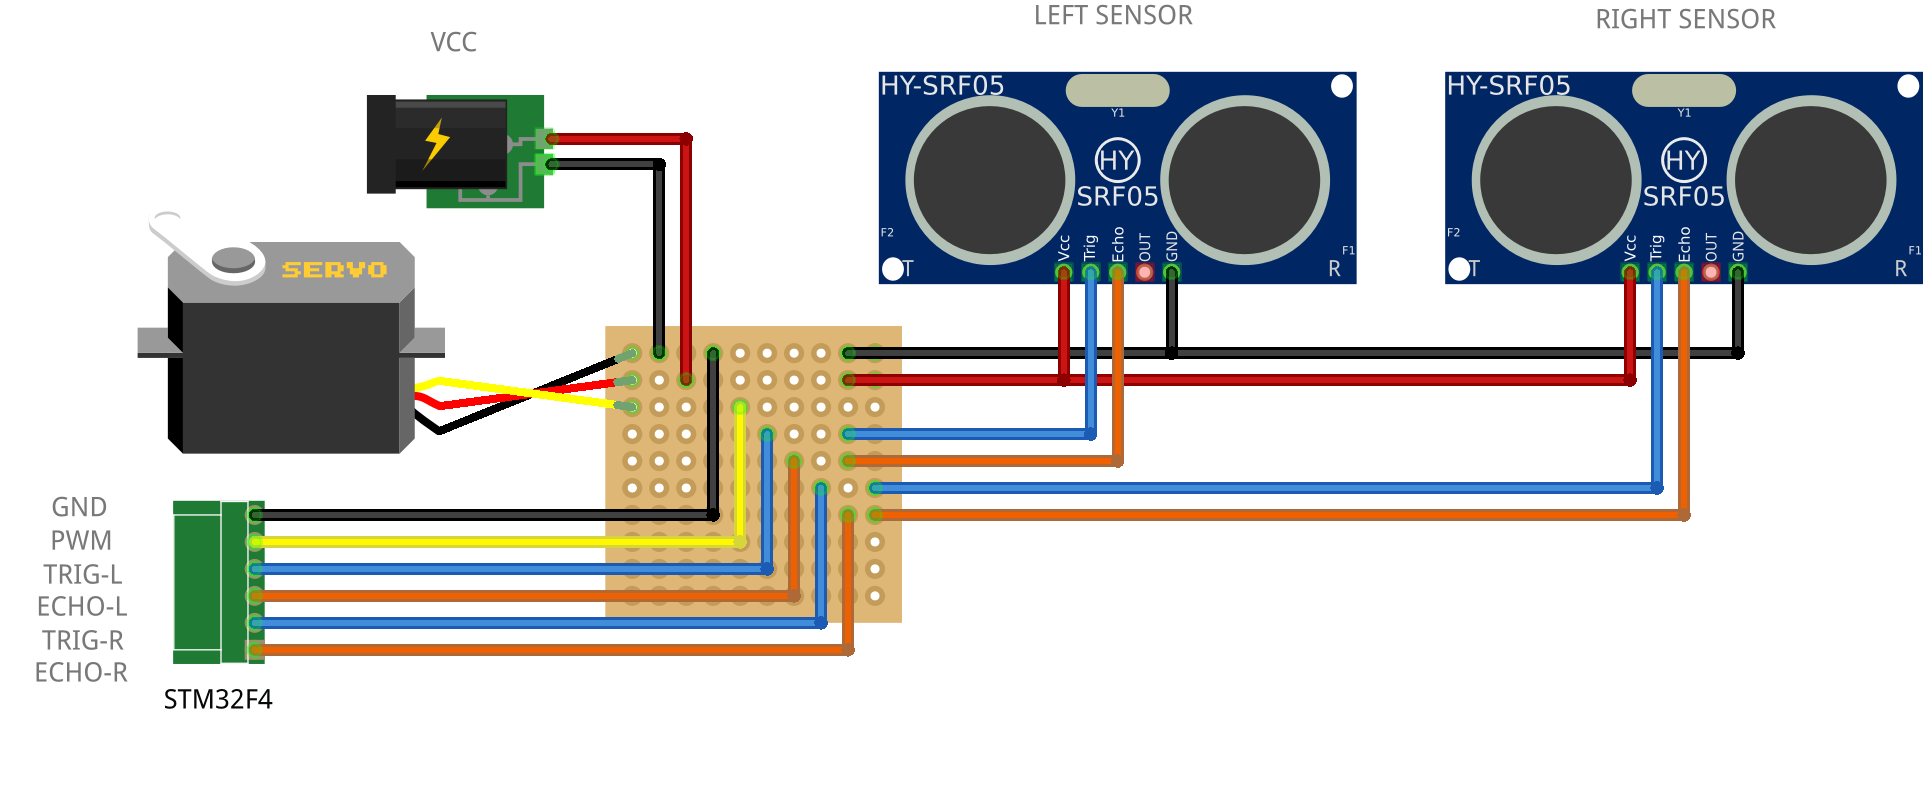 LEFT SENSOR
RIGHT SENSOR
VCC
HY-SRF05
Y1
HY
SRF05
F2
Vcc
Trig
Echo
OUT
GND
F1
T
R
HY-SRF05
Y1
HY
SRF05
F2
Vcc
Trig
Echo
OUT
GND
F1
T
R
SERVO
GND
PWM
TRIG-L
ECHO-L
TRIG-R
ECHO-R
STM32F4